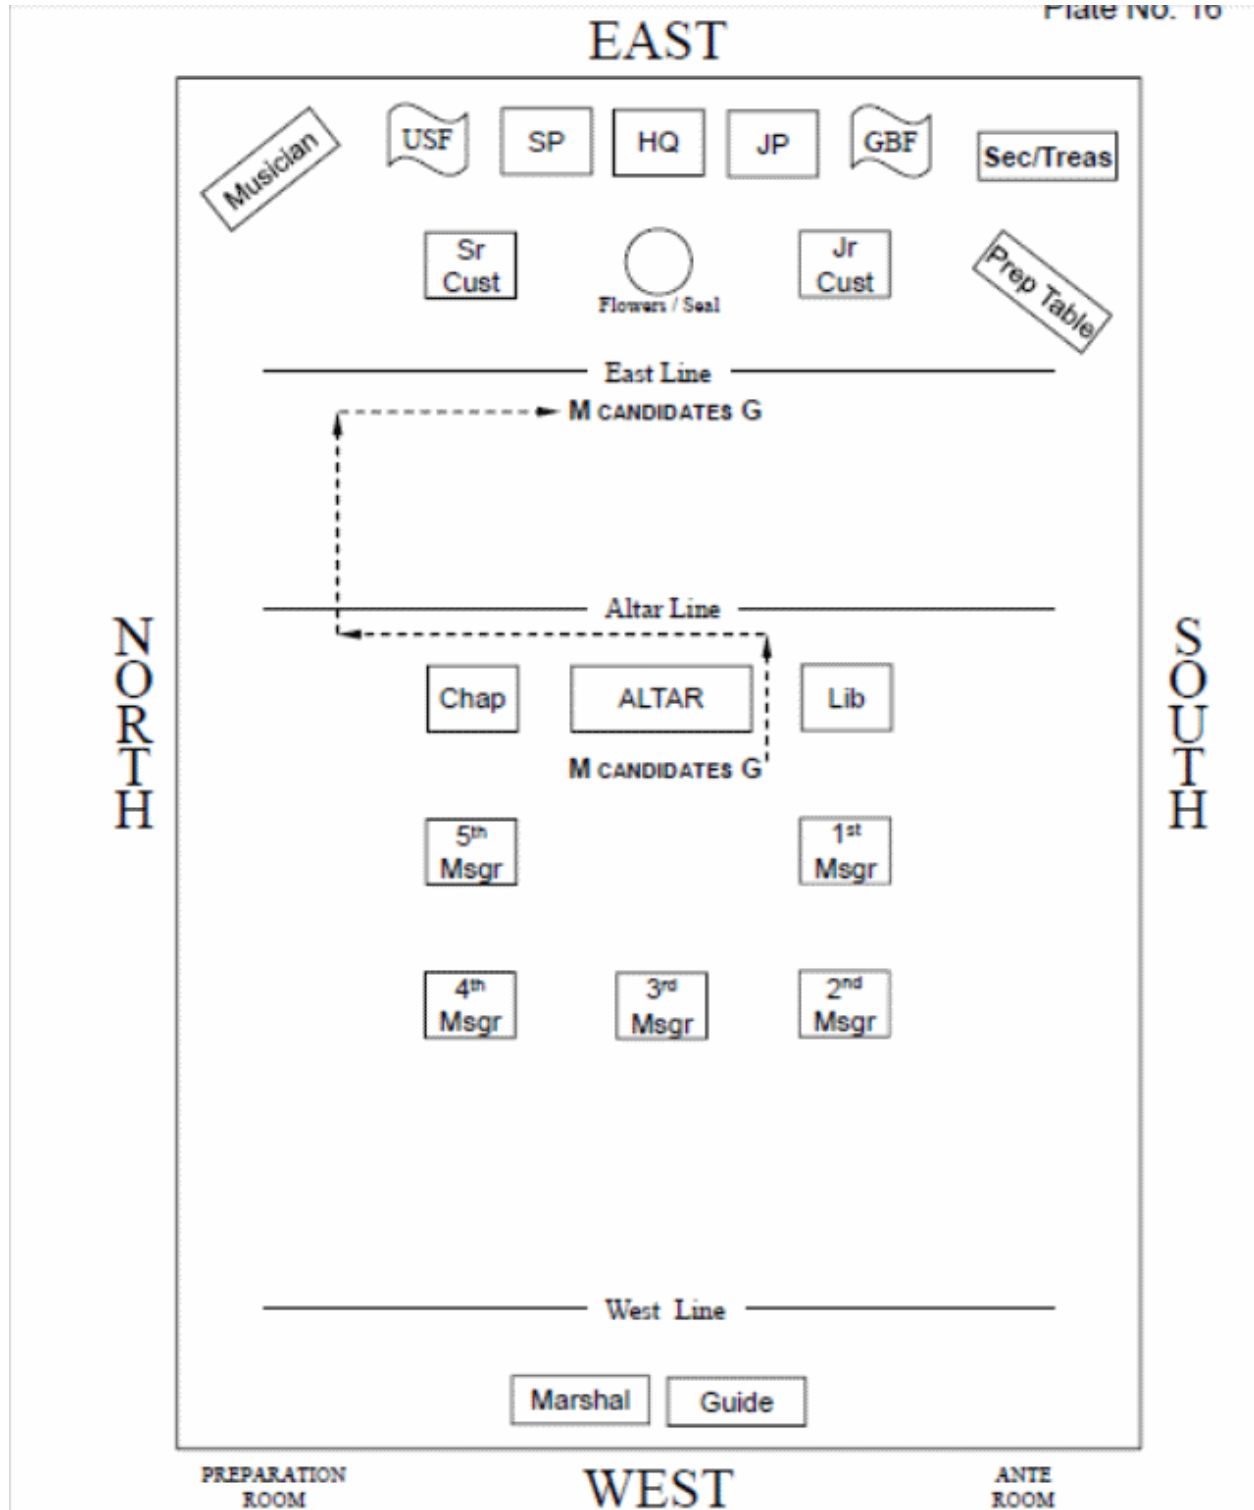 Plate No. 16
EAST
Musician
USF
SP
HQ
JP
GBF
Sec/Treas
Sr
Cust
Flowers / Seal
Jr
Cust
Prep Table
East Line
M CANDIDATES G
Altar Line
NORTH
SOUTH
Chap
ALTAR
Lib
M CANDIDATES G
5th
Msgr
1st
Msgr
4th
Msgr
3rd
Msgr
2nd
Msgr
West Line
Marshal
Guide
PREPARATION
ROOM
WEST
ANTE
ROOM